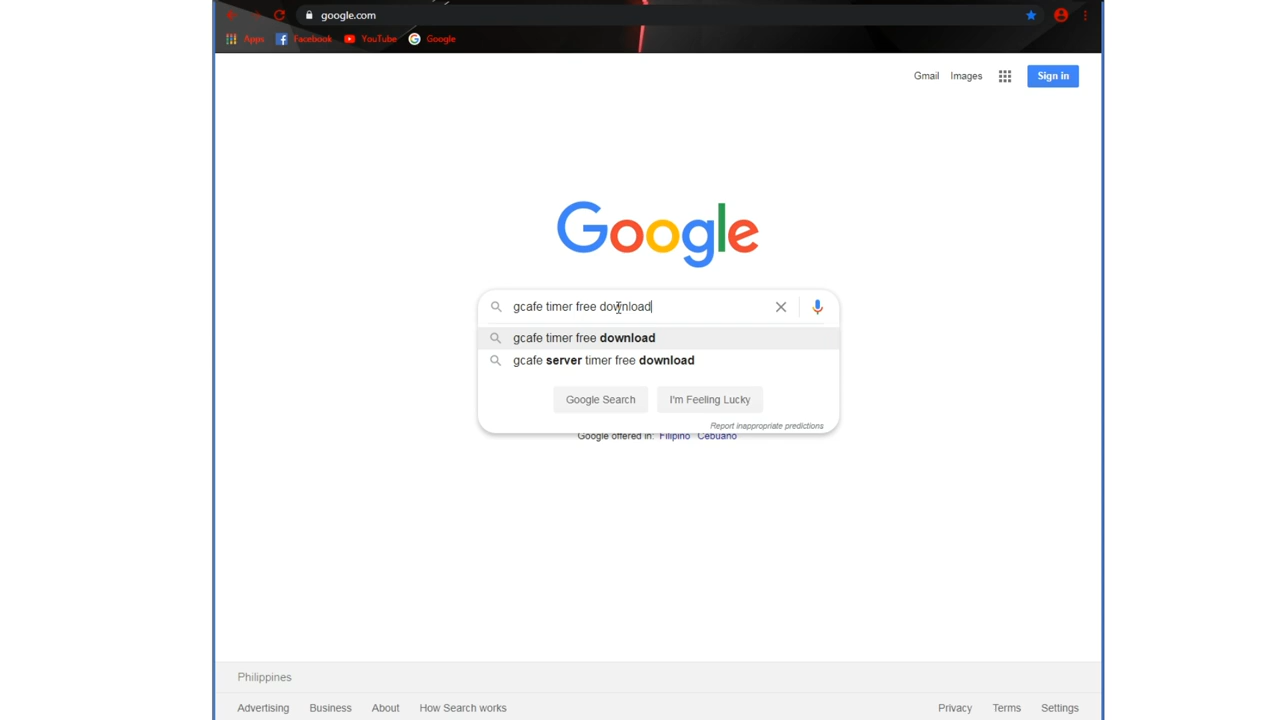 google.com
Apps Facebook YouTube Google
Gmail Images Sign in
Google
gcafe timer free download
gcafe timer free download
gcafe server timer free download
Google Search I'm Feeling Lucky
Report inappropriate predictions
Google offered in: Filipino Cebuano
Philippines
Advertising Business About How Search works Privacy Terms Settings